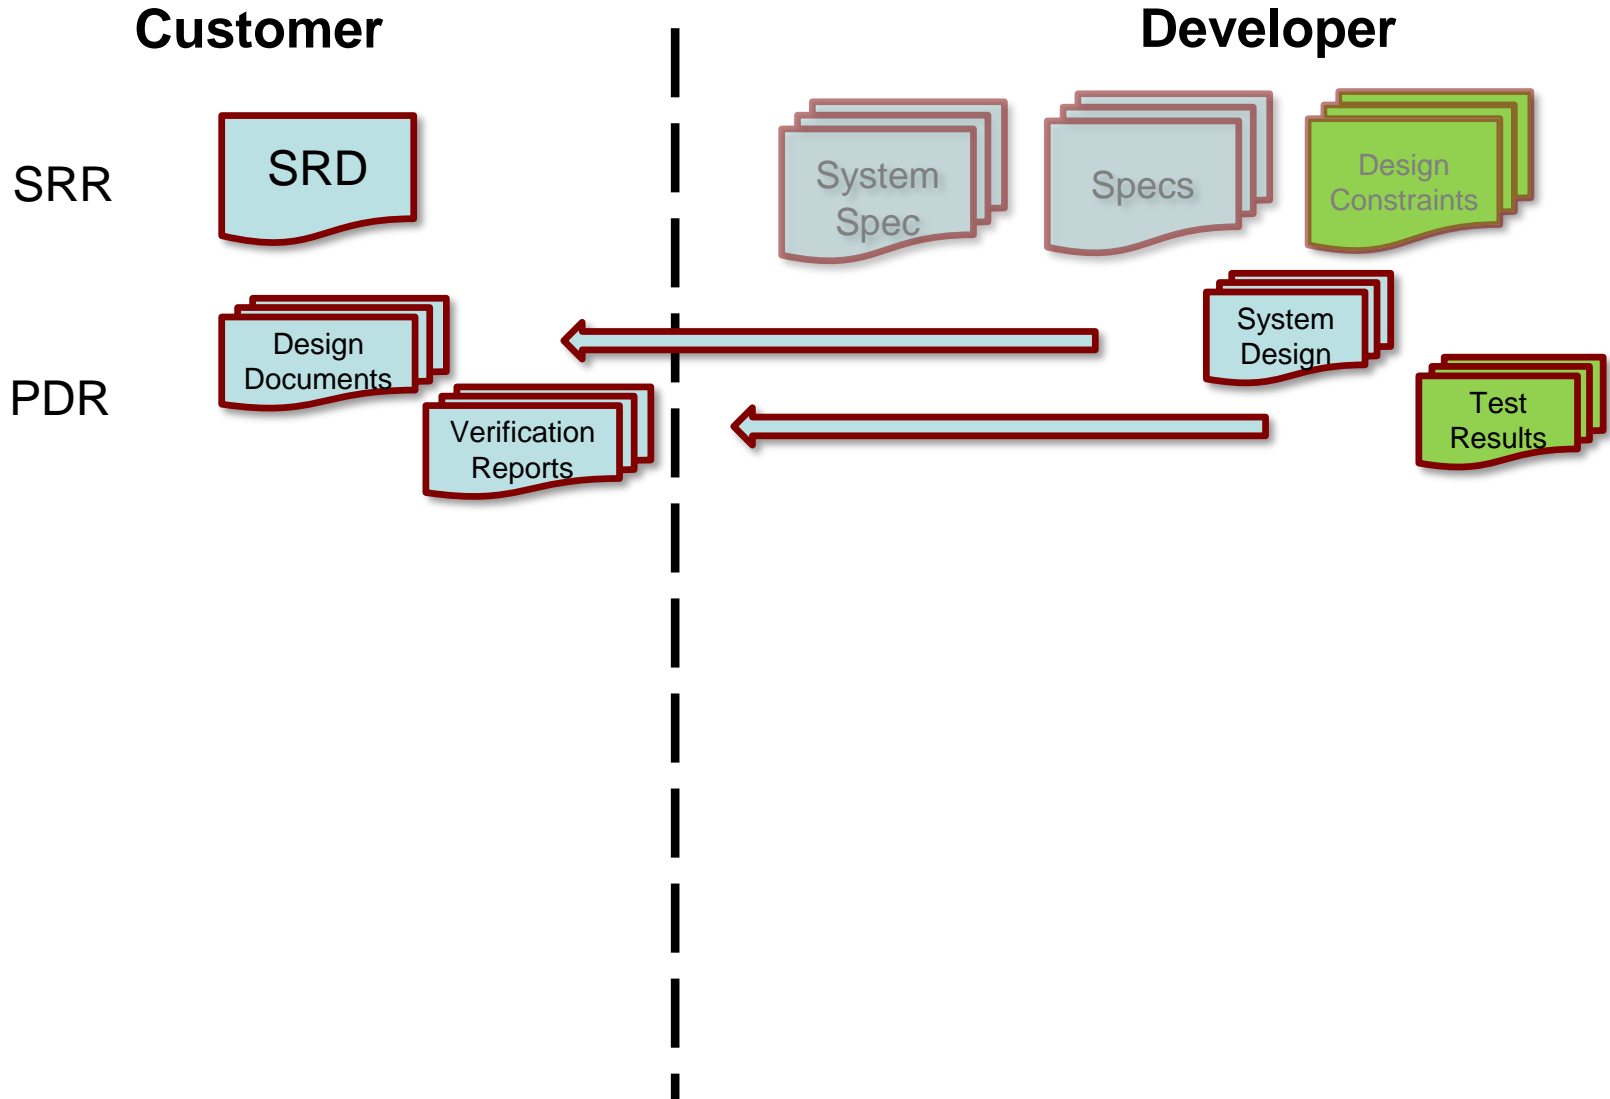 Customer
Developer
SRR
SRD
System
Spec
Specs
Design
Constraints
PDR
Design
Documents
Verification
Reports
System
Design
Test
Results